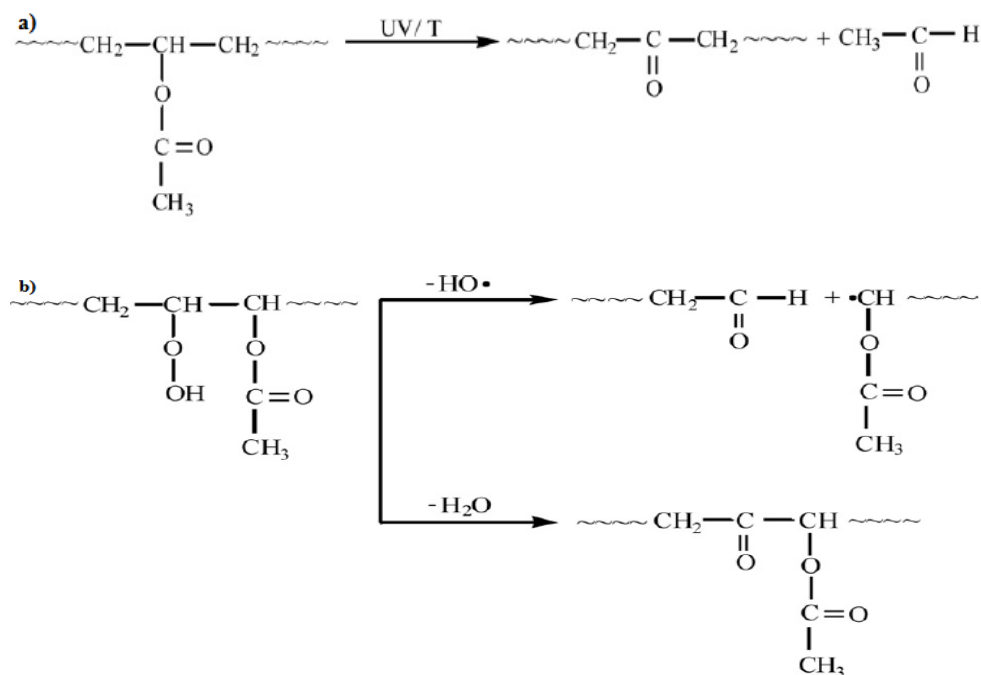 a)
UV/ T
CH₂—CH—CH₂ CH₂—C—CH₂ + CH₃—C—H
O O O
C=O
CH₃
b)
-HO•
CH₂—CH—CH CH₂—C—H + •CH
O O O O
OH C=O C=O
CH₃ CH₃
-H₂O
CH₂—C—CH
O O
C=O
CH₃